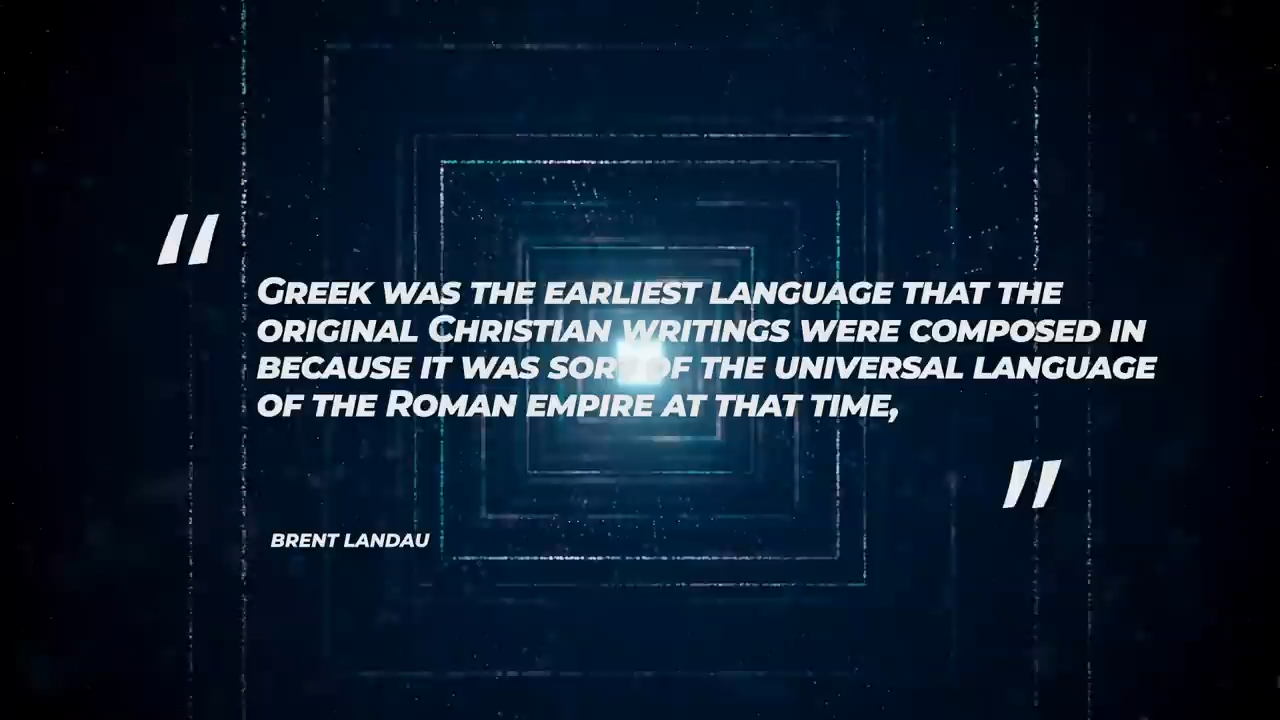 “
Greek was the earliest language that the
original Christian writings were composed in
because it was sort of the universal language
of the Roman empire at that time,
”
Brent Landau